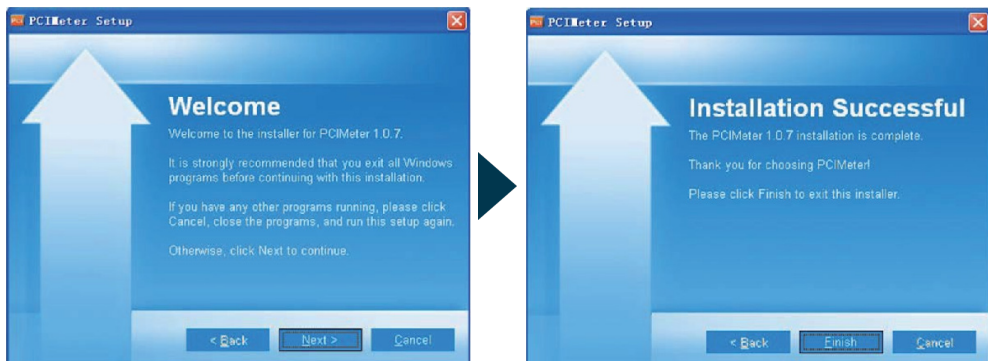 PCIMeter Setup
Welcome
Welcome to the installer for PCIMeter 1.0.7.
It is strongly recommended that you exit all Windows
programs before continuing with this installation.
If you have any other programs running, please click
Cancel, close the programs, and run this setup again.
Otherwise, click Next to continue.
< Back
Next >
Cancel
PCIMeter Setup
Installation Successful
The PCIMeter 1.0.7 installation is complete.
Thank you for choosing PCIMeter!
Please click Finish to exit this installer.
< Back
Finish
Cancel